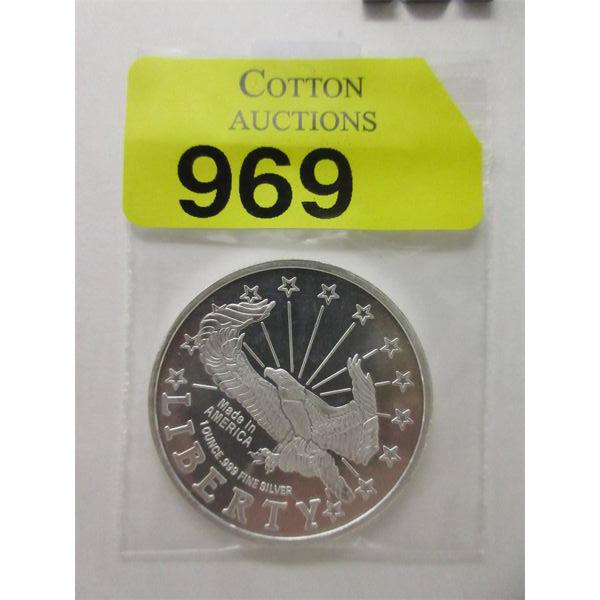 COTTON
AUCTIONS
969
Made in
AMERICA
1 OUNCE .999 FINE SILVER
LIBERTY